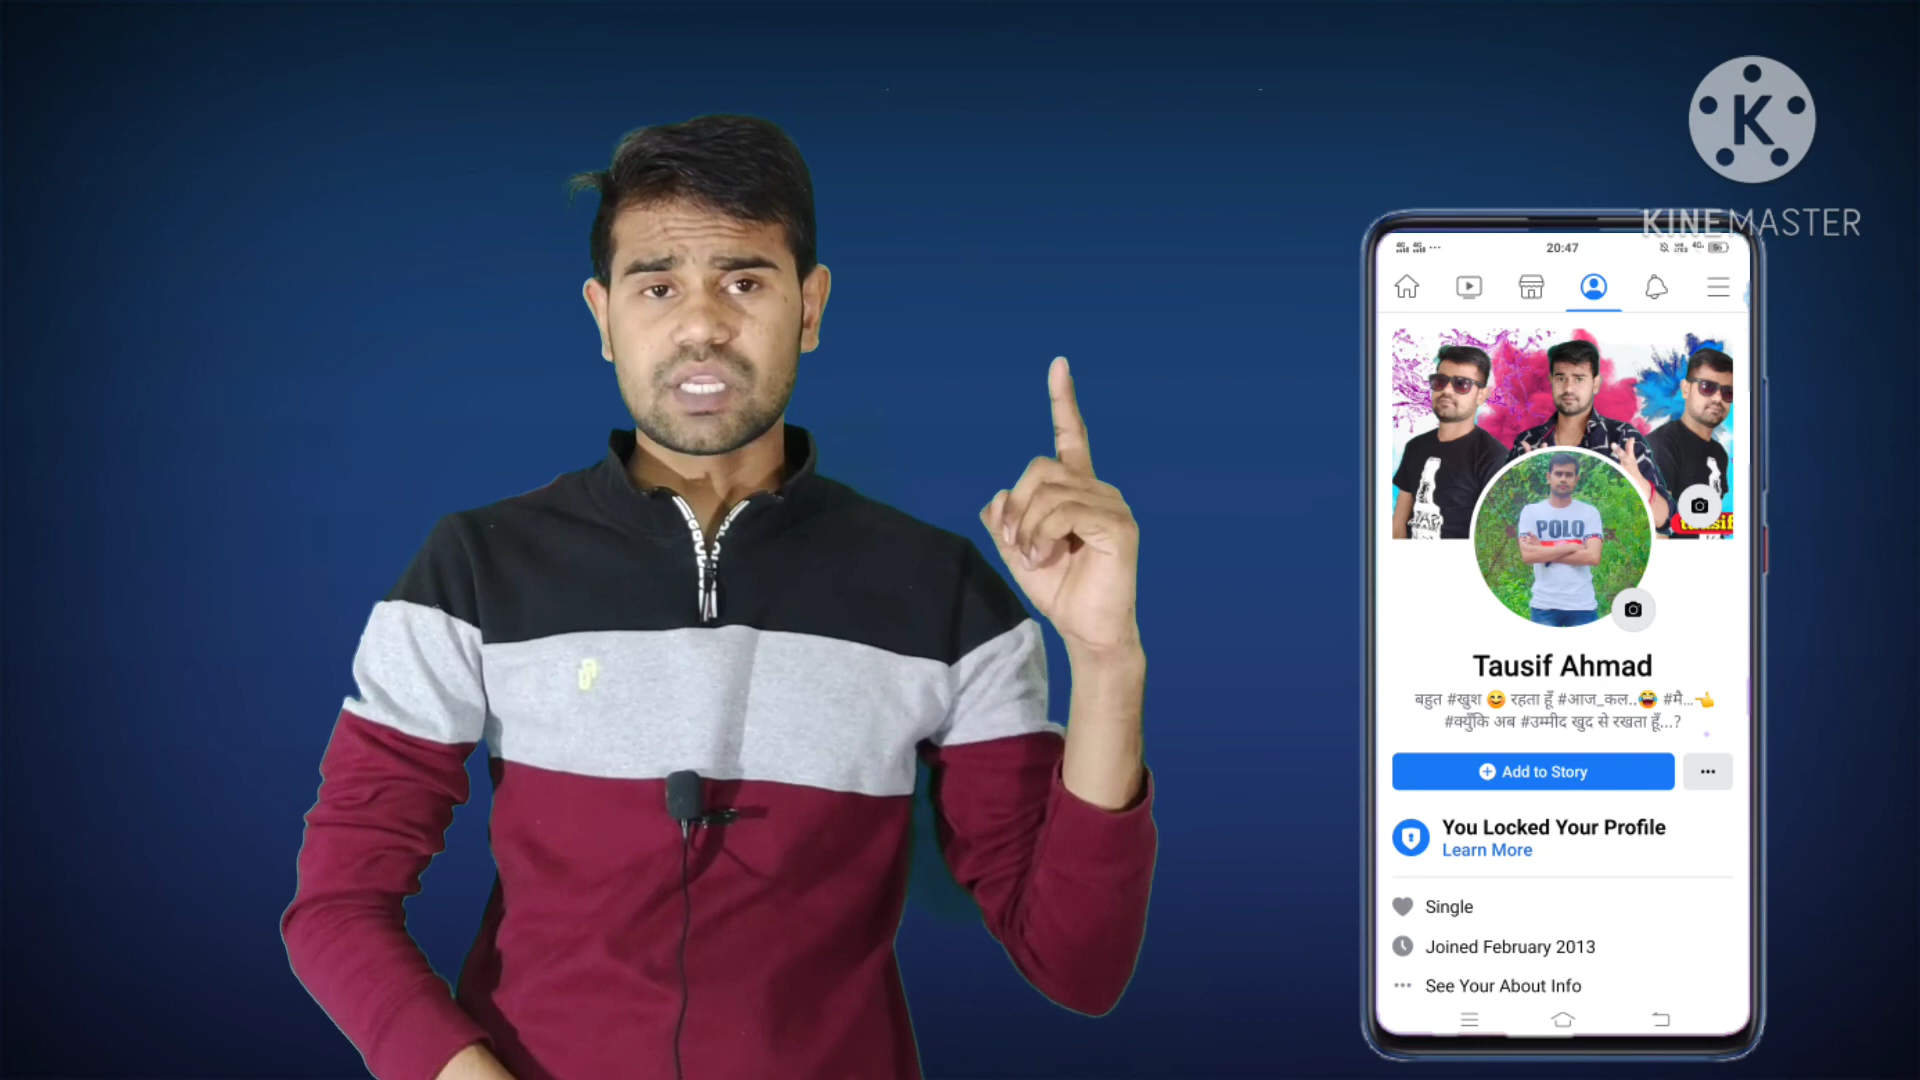 K
KINEMASTER
20:47
POLO
tausif
Tausif Ahmad
बहुत #खुश 😊 रहता हूँ #आज_कल..😂 #मै...👈
#क्यूँकि अब #उम्मीद खुद से रखता हूँ...?
Add to Story
You Locked Your Profile
Learn More
Single
Joined February 2013
See Your About Info